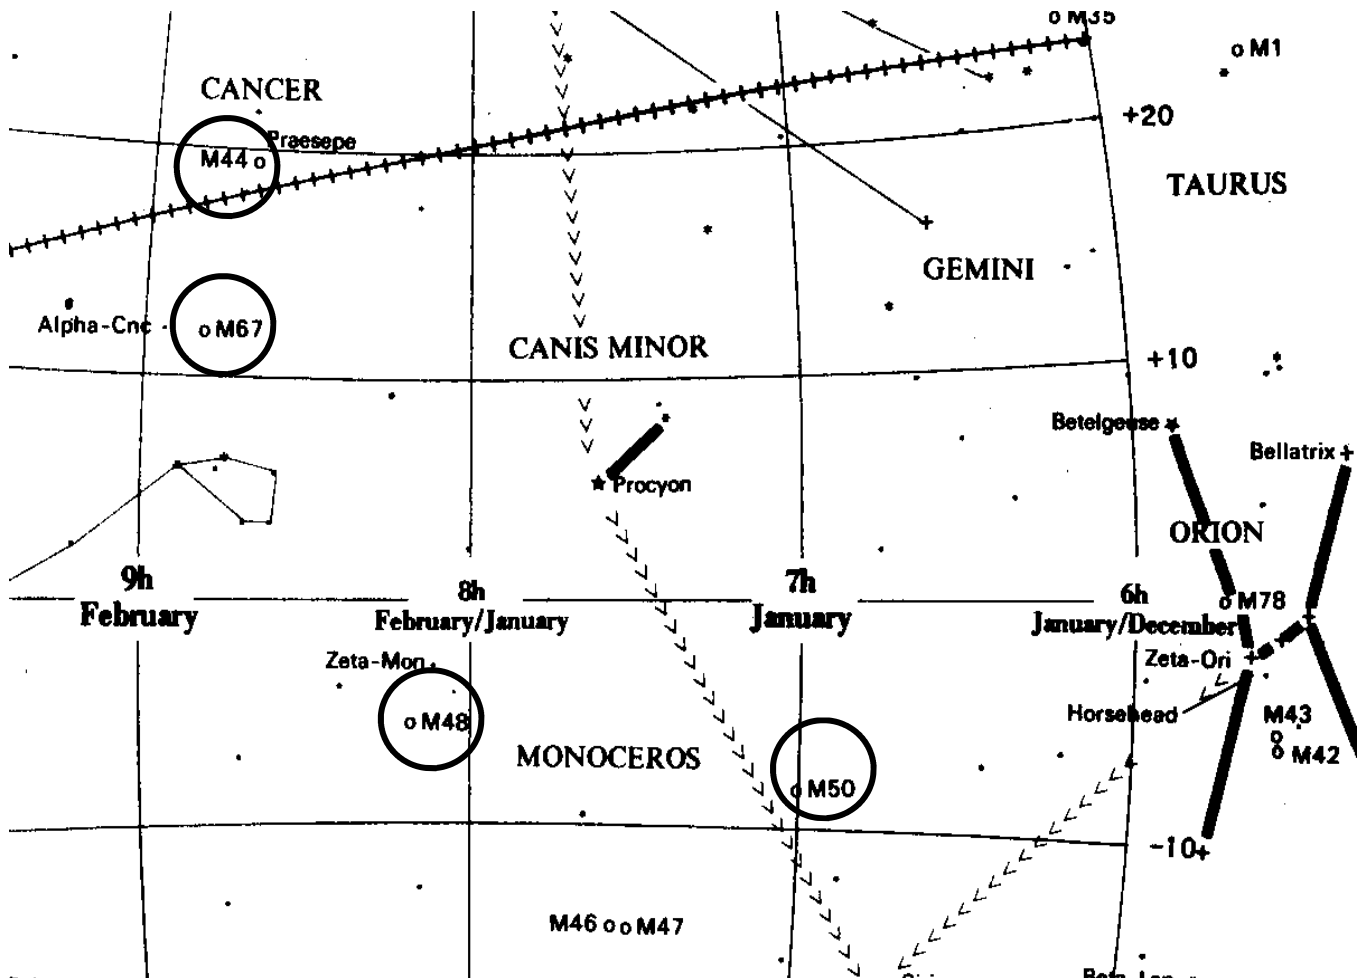 M35
M1
CANCER
+20
Praesepe
M44
TAURUS
GEMINI
Alpha-Cnc
M67
CANIS MINOR
+10
Betelgeuse
Bellatrix
Procyon
ORION
9h
February
8h
February/January
7h
January
6h
January/December
M78
Zeta-Mon
Zeta-Ori
M48
Horsehead
M43
M42
MONOCEROS
M50
-10
M46
M47